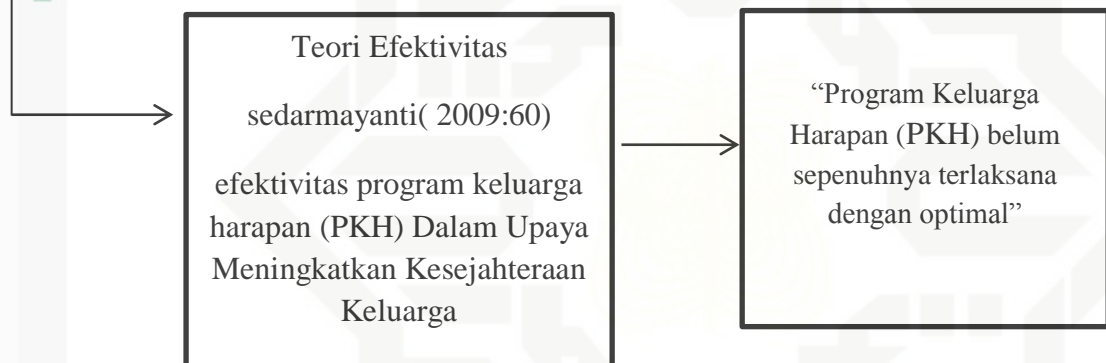 Teori Efektivitas
sedarmayanti( 2009:60)
efektivitas program keluarga
harapan (PKH) Dalam Upaya
Meningkatkan Kesejahteraan
Keluarga
“Program Keluarga
Harapan (PKH) belum
sepenuhnya terlaksana
dengan optimal”